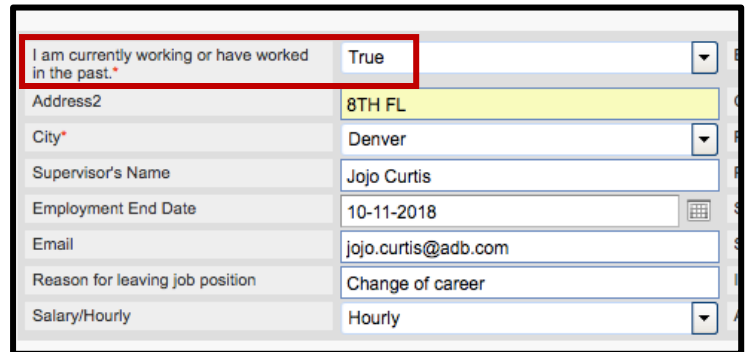 I am currently working or have worked True
in the past.*
Address2 8TH FL
City* Denver
Supervisor's Name Jojo Curtis
Employment End Date 10-11-2018
Email jojo.curtis@adb.com
Reason for leaving job position Change of career
Salary/Hourly Hourly